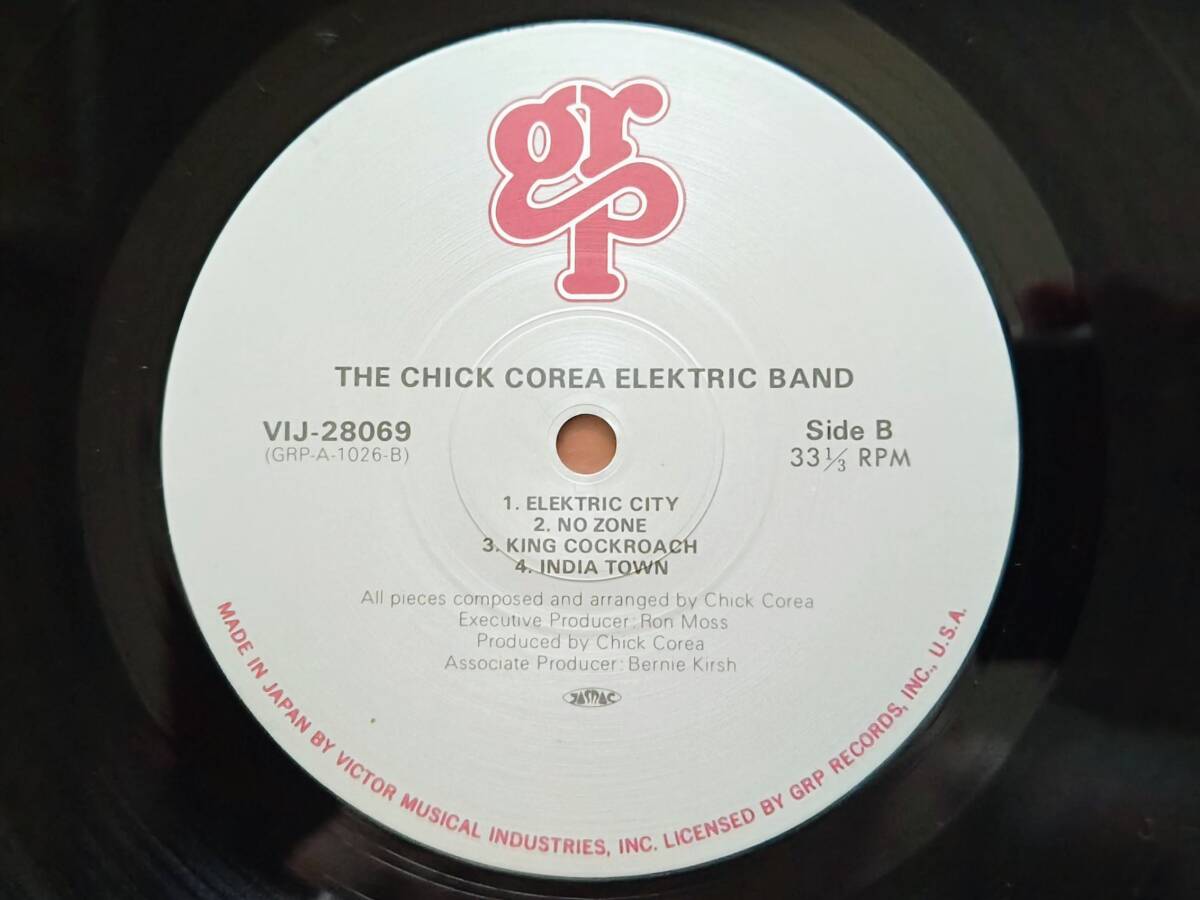 grp
THE CHICK COREA ELEKTRIC BAND
VIJ-28069
(GRP-A-1026-B)
Side B
33 1/3 RPM
1. ELEKTRIC CITY
2. NO ZONE
3. KING COCKROACH
4. INDIA TOWN
All pieces composed and arranged by Chick Corea
Executive Producer: Ron Moss
Produced by Chick Corea
Associate Producer: Bernie Kirsh
JASRAC
MADE IN JAPAN BY VICTOR MUSICAL INDUSTRIES, INC. LICENSED BY GRP RECORDS, INC., U.S.A.